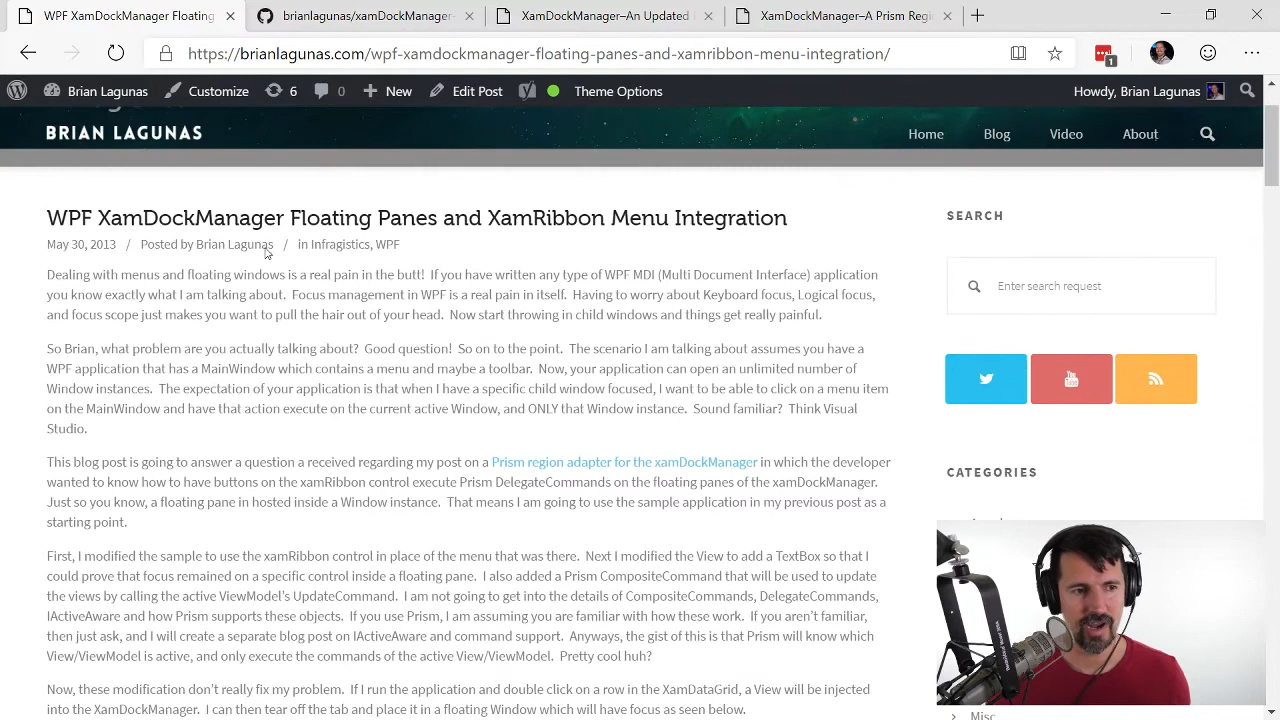 WPF XamDockManager Floating
brianlagunas/xamDockManager-
XamDockManager–An Updated
XamDockManager–A Prism Reg
https://brianlagunas.com/wpf-xamdockmanager-floating-panes-and-xamribbon-menu-integration/
1
Brian Lagunas Customize 6 0 New Edit Post Theme Options Howdy, Brian Lagunas
BRIAN LAGUNAS Home Blog Video About
WPF XamDockManager Floating Panes and XamRibbon Menu Integration
May 30, 2013 / Posted by Brian Lagunas / in Infragistics, WPF
Dealing with menus and floating windows is a real pain in the butt! If you have written any type of WPF MDI (Multi Document Interface) application
you know exactly what I am talking about. Focus management in WPF is a real pain in itself. Having to worry about Keyboard focus, Logical focus,
and focus scope just makes you want to pull the hair out of your head. Now start throwing in child windows and things get really painful.
So Brian, what problem are you actually talking about? Good question! So on to the point. The scenario I am talking about assumes you have a
WPF application that has a MainWindow which contains a menu and maybe a toolbar. Now, your application can open an unlimited number of
Window instances. The expectation of your application is that when I have a specific child window focused, I want to be able to click on a menu item
on the MainWindow and have that action execute on the current active Window, and ONLY that Window instance. Sound familiar? Think Visual
Studio.
This blog post is going to answer a question a received regarding my post on a Prism region adapter for the xamDockManager in which the developer
wanted to know how to have buttons on the xamRibbon control execute Prism DelegateCommands on the floating panes of the xamDockManager.
Just so you know, a floating pane in hosted inside a Window instance. That means I am going to use the sample application in my previous post as a
starting point.
First, I modified the sample to use the xamRibbon control in place of the menu that was there. Next I modified the View to add a TextBox so that I
could prove that focus remained on a specific control inside a floating pane. I also added a Prism CompositeCommand that will be used to update
the views by calling the active ViewModel's UpdateCommand. I'm not going to get into the details of CompositeCommands, DelegateCommands,
IActiveAware and how Prism supports these objects. If you use Prism, I am assuming you are familiar with how these work. If you aren't familiar,
then just ask, and I will create a separate blog post on IActiveAware and command support. Anyways, the gist of this is that Prism will know which
View/ViewModel is active, and only execute the commands of the active View/ViewModel. Pretty cool huh?
Now, these modification don't really fix my problem. If I run the application and double click on a row in the XamDataGrid, a View will be injected
into the XamDockManager. I can then tear of the tab and place it in a floating Window which will have focus as seen below.
SEARCH
Enter search request
CATEGORIES
Misc